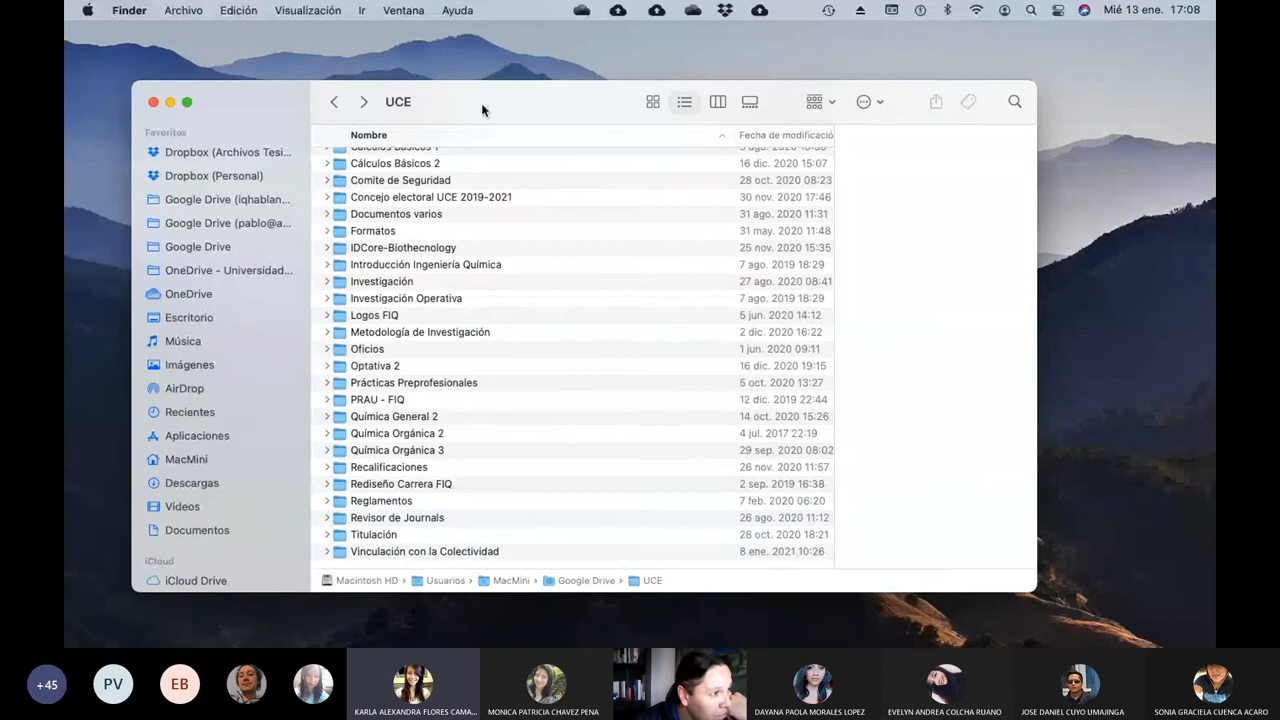 Finder Archivo Edición Visualización Ir Ventana Ayuda Mié 13 ene. 17:08
UCE
Favoritos
Dropbox (Archivos Tesi...
Dropbox (Personal)
Google Drive (iqhablan...
Google Drive (pablo@a...
Google Drive
OneDrive - Universidad...
OneDrive
Escritorio
Música
Imágenes
AirDrop
Recientes
Aplicaciones
MacMini
Descargas
Videos
Documentos
iCloud
iCloud Drive
Nombre Fecha de modificació
Cálculos Básicos 2 16 dic. 2020 15:07
Comite de Seguridad 28 oct. 2020 08:23
Concejo electoral UCE 2019-2021 30 nov. 2020 17:46
Documentos varios 31 ago. 2020 11:31
Formatos 31 may. 2020 11:48
IDCore-Biothecnology 25 nov. 2020 15:35
Introducción Ingeniería Química 7 ago. 2019 18:29
Investigación 27 ago. 2020 08:41
Investigación Operativa 7 ago. 2019 18:29
Logos FIQ 5 jun. 2020 14:12
Metodología de Investigación 2 dic. 2020 16:22
Oficios 1 jun. 2020 09:11
Optativa 2 16 dic. 2020 19:15
Prácticas Preprofesionales 5 oct. 2020 13:27
PRAU - FIQ 12 dic. 2019 22:44
Química General 2 14 oct. 2020 15:26
Química Orgánica 2 4 jul. 2017 22:19
Química Orgánica 3 29 sep. 2020 08:02
Recalificaciones 26 nov. 2020 11:57
Rediseño Carrera FIQ 2 sep. 2019 16:38
Reglamentos 7 feb. 2020 06:20
Revisor de Journals 26 ago. 2020 11:12
Titulación 28 oct. 2020 18:21
Vinculación con la Colectividad 8 ene. 2021 10:26
Macintosh HD › Usuarios › MacMini › Google Drive › UCE
+45 PV EB
KARLA ALEXANDRA FLORES CAMA... MONICA PATRICIA CHAVEZ PENA DAYANA PAOLA MORALES LOPEZ EVELYN ANDREA COLCHA RUANO JOSE DANIEL CUYO UMAJINGA SONIA GRACIELA CUENCA ACARO